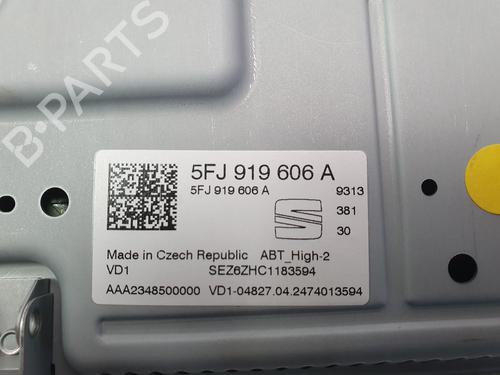 B-PARTS
5FJ 919 606 A
5FJ 919 606 A 9313
381
30
Made in Czech Republic ABT_High-2
VD1 SEZ6ZHC1183594
AAA2348500000 VD1-04827.04.2474013594